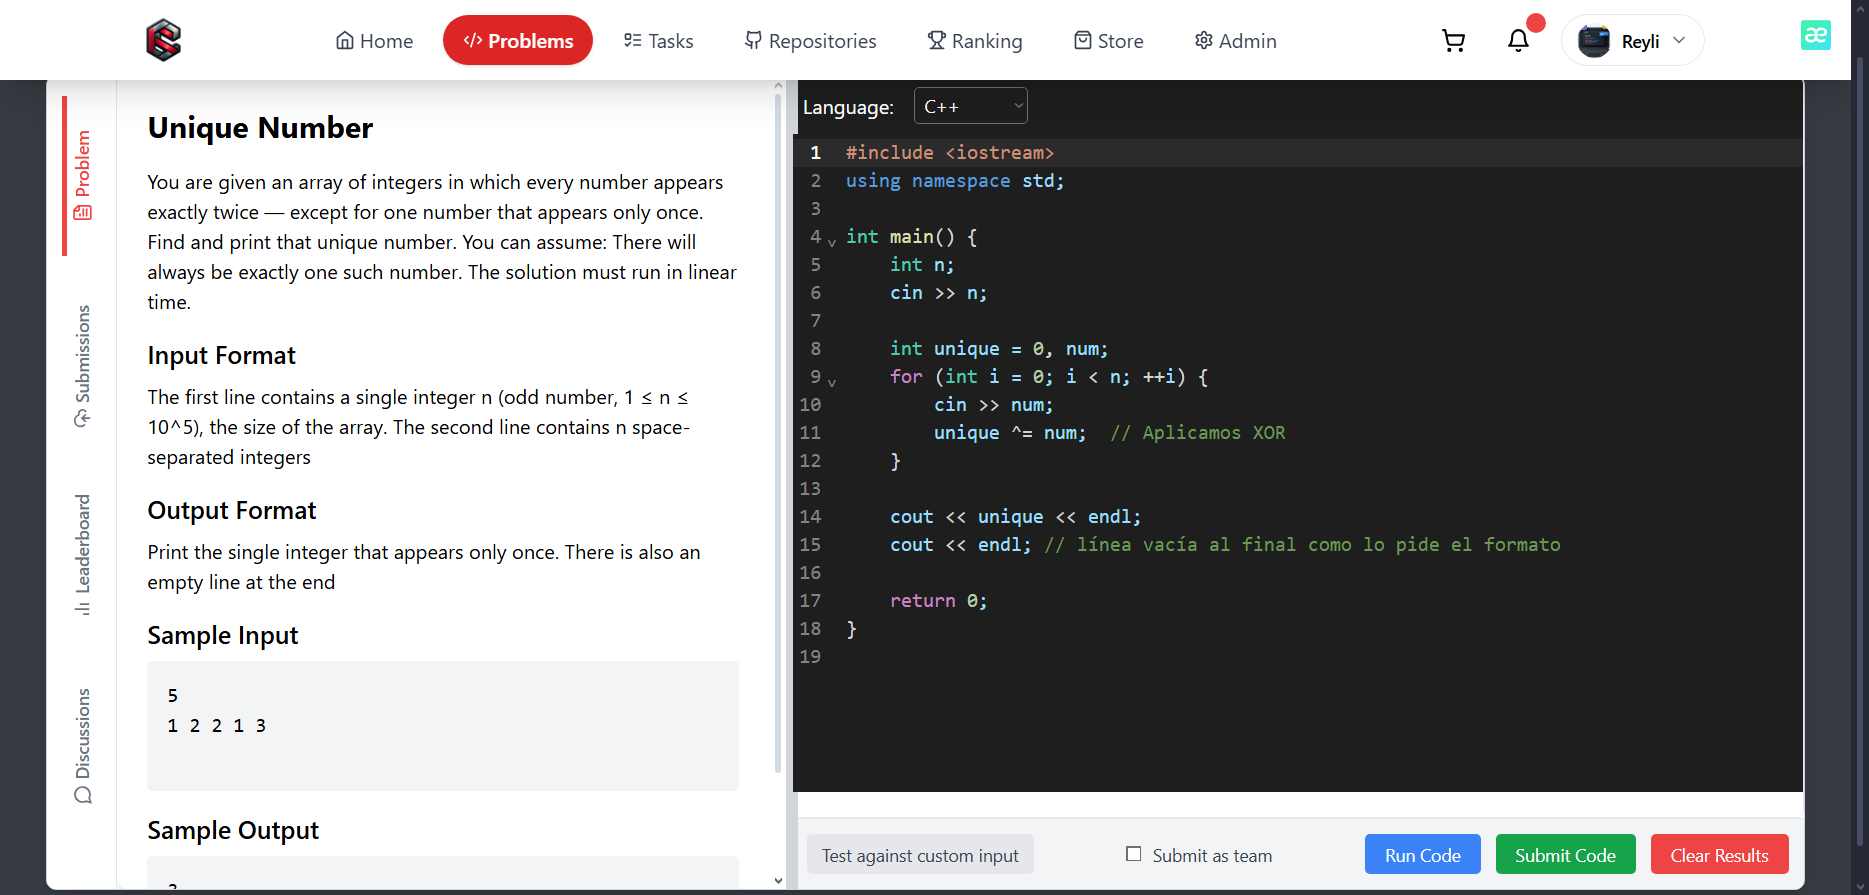 Home
</> Problems
Tasks
Repositories
Ranking
Store
Admin
Reyli
æ
Problem
Submissions
Leaderboard
Discussions
Unique Number
You are given an array of integers in which every number appears
exactly twice — except for one number that appears only once.
Find and print that unique number. You can assume: There will
always be exactly one such number. The solution must run in linear
time.
Input Format
The first line contains a single integer n (odd number, 1 ≤ n ≤
10^5), the size of the array. The second line contains n space-
separated integers
Output Format
Print the single integer that appears only once. There is also an
empty line at the end
Sample Input
5
1 2 2 1 3
Sample Output
Language: C++
1 #include <iostream>
2 using namespace std;
3
4 int main() {
5     int n;
6     cin >> n;
7
8     int unique = 0, num;
9     for (int i = 0; i < n; ++i) {
10         cin >> num;
11         unique ^= num;  // Aplicamos XOR
12     }
13
14     cout << unique << endl;
15     cout << endl; // línea vacía al final como lo pide el formato
16
17     return 0;
18 }
19
Test against custom input
Submit as team
Run Code
Submit Code
Clear Results